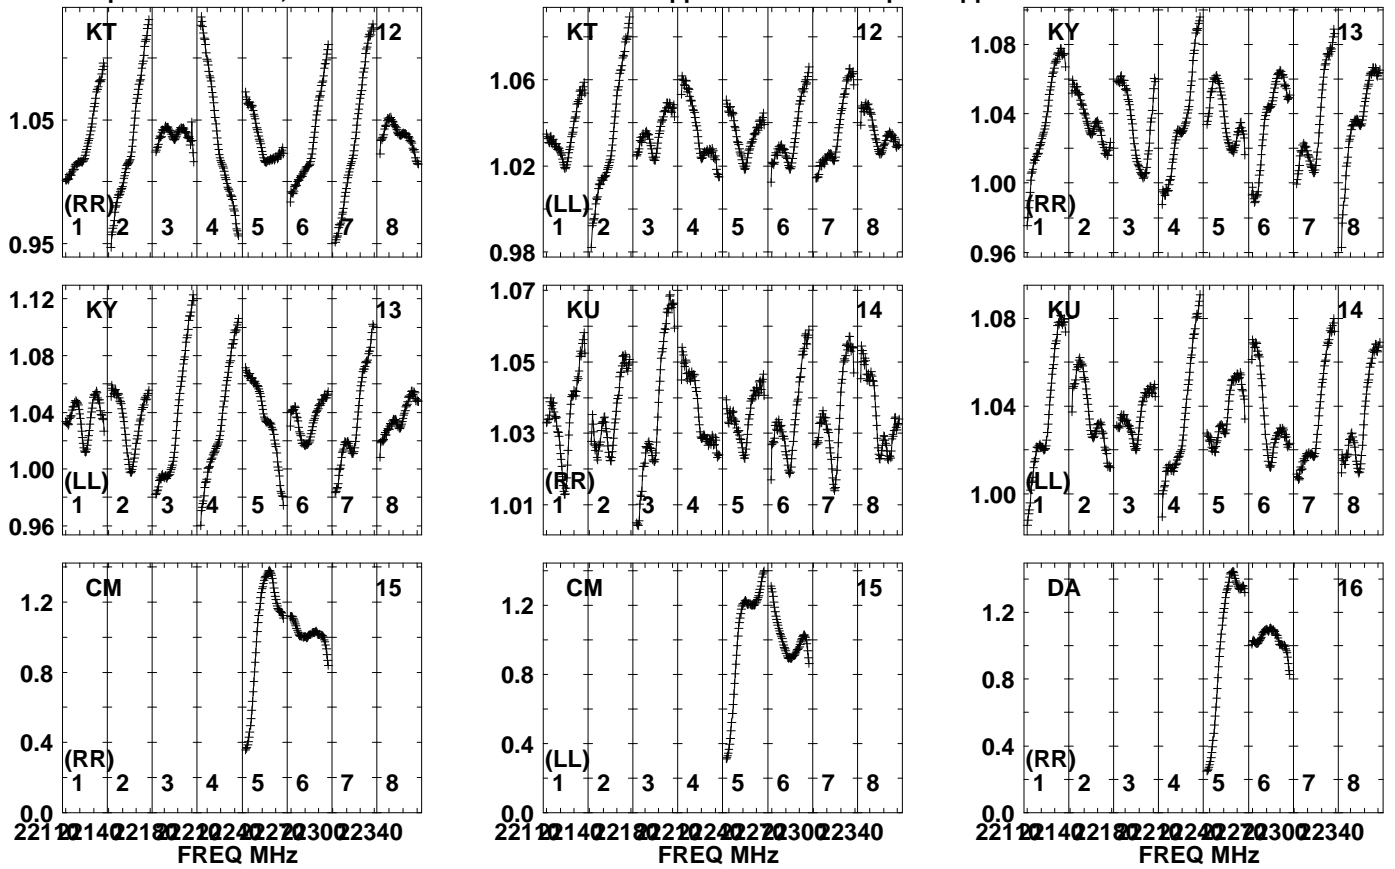 KT 12
1.05
0.95
(RR)
1 2 3 4 5 6 7 8
KT 12
1.06
1.02
0.98
(LL)
1 2 3 4 5 6 7 8
KY 13
1.08
1.04
1.00
0.96
(RR)
1 2 3 4 5 6 7 8
KY 13
1.12
1.08
1.04
1.00
0.96
(LL)
1 2 3 4 5 6 7 8
KU 14
1.07
1.05
1.03
1.01
(RR)
1 2 3 4 5 6 7 8
KU 14
1.08
1.04
1.00
(LL)
1 2 3 4 5 6 7 8
CM 15
1.2
0.8
0.4
0.0
(RR)
1 2 3 4 5 6 7 8
FREQ MHz
CM 15
1.2
0.8
0.4
0.0
(LL)
1 2 3 4 5 6 7 8
FREQ MHz
DA 16
1.2
0.8
0.4
0.0
(RR)
1 2 3 4 5 6 7 8
FREQ MHz